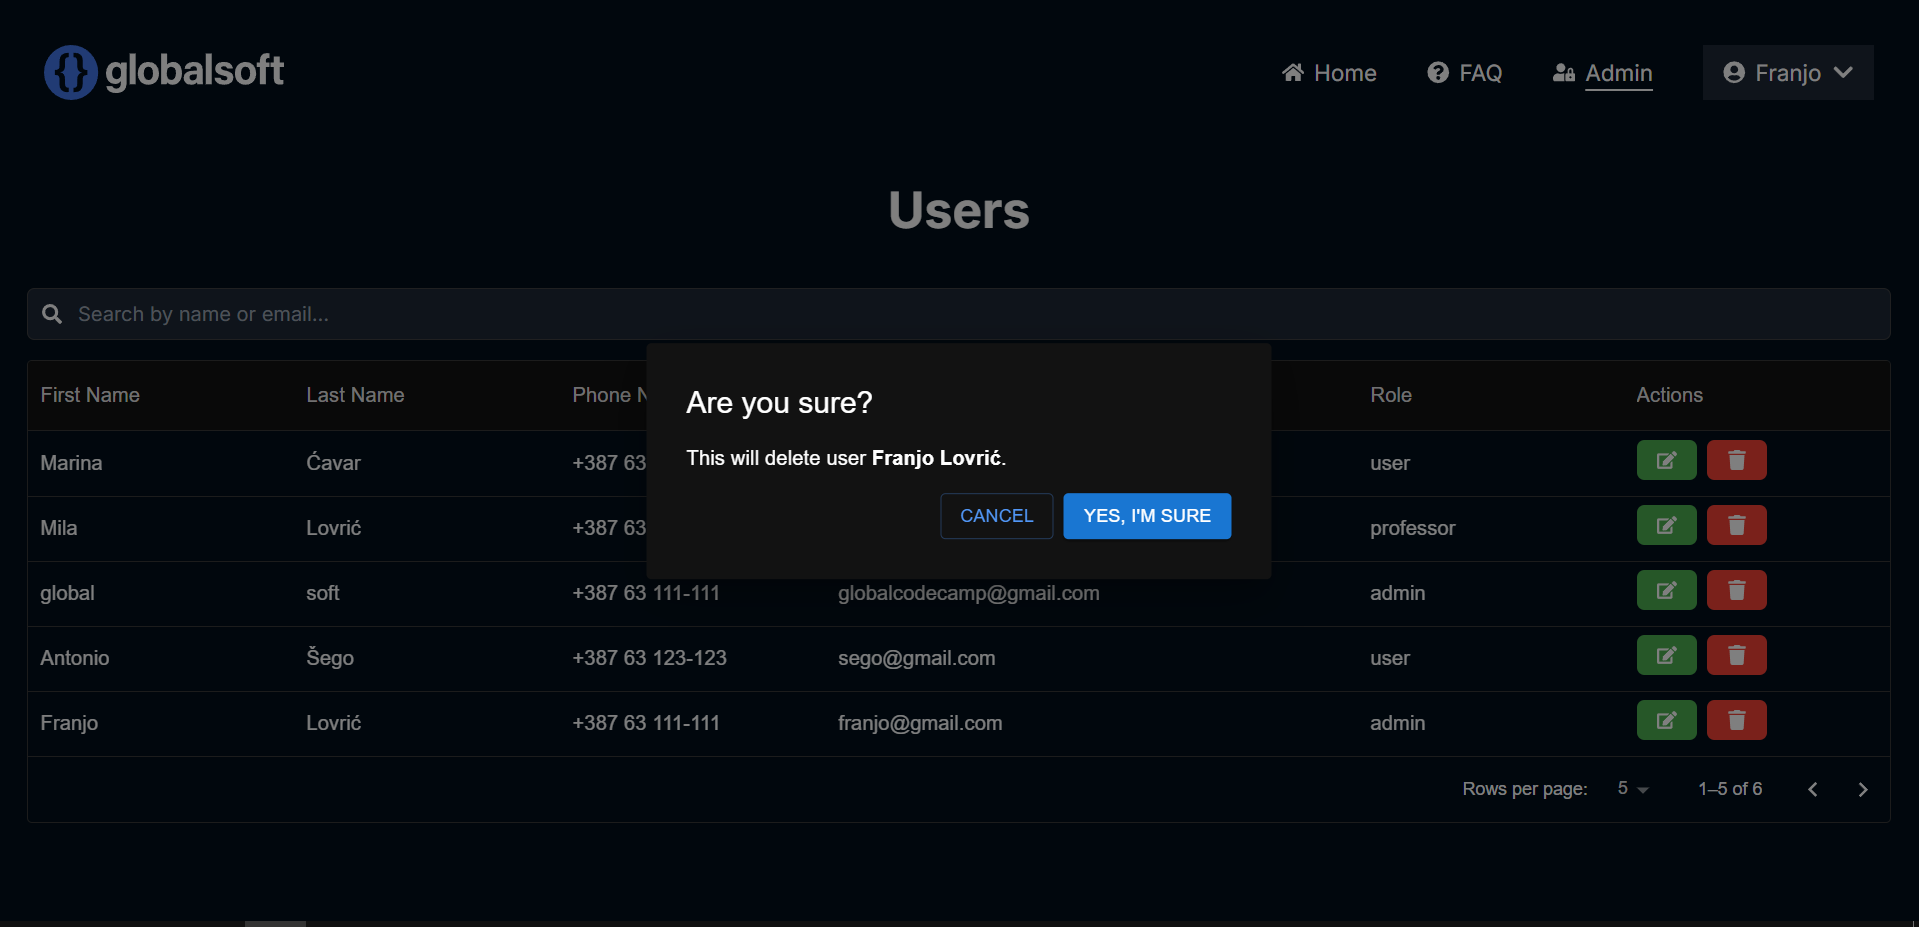 globalsoft
Home FAQ Admin Franjo
Users
Search by name or email...
First Name Last Name Phone Role Actions
Are you sure?
This will delete user Franjo Lovrić.
CANCEL YES, I'M SURE
Marina Ćavar +387 63 user
Mila Lovrić +387 63 professor
global soft +387 63 111-111 globalcodecamp@gmail.com admin
Antonio Šego +387 63 123-123 sego@gmail.com user
Franjo Lovrić +387 63 111-111 franjo@gmail.com admin
Rows per page: 5 1–5 of 6